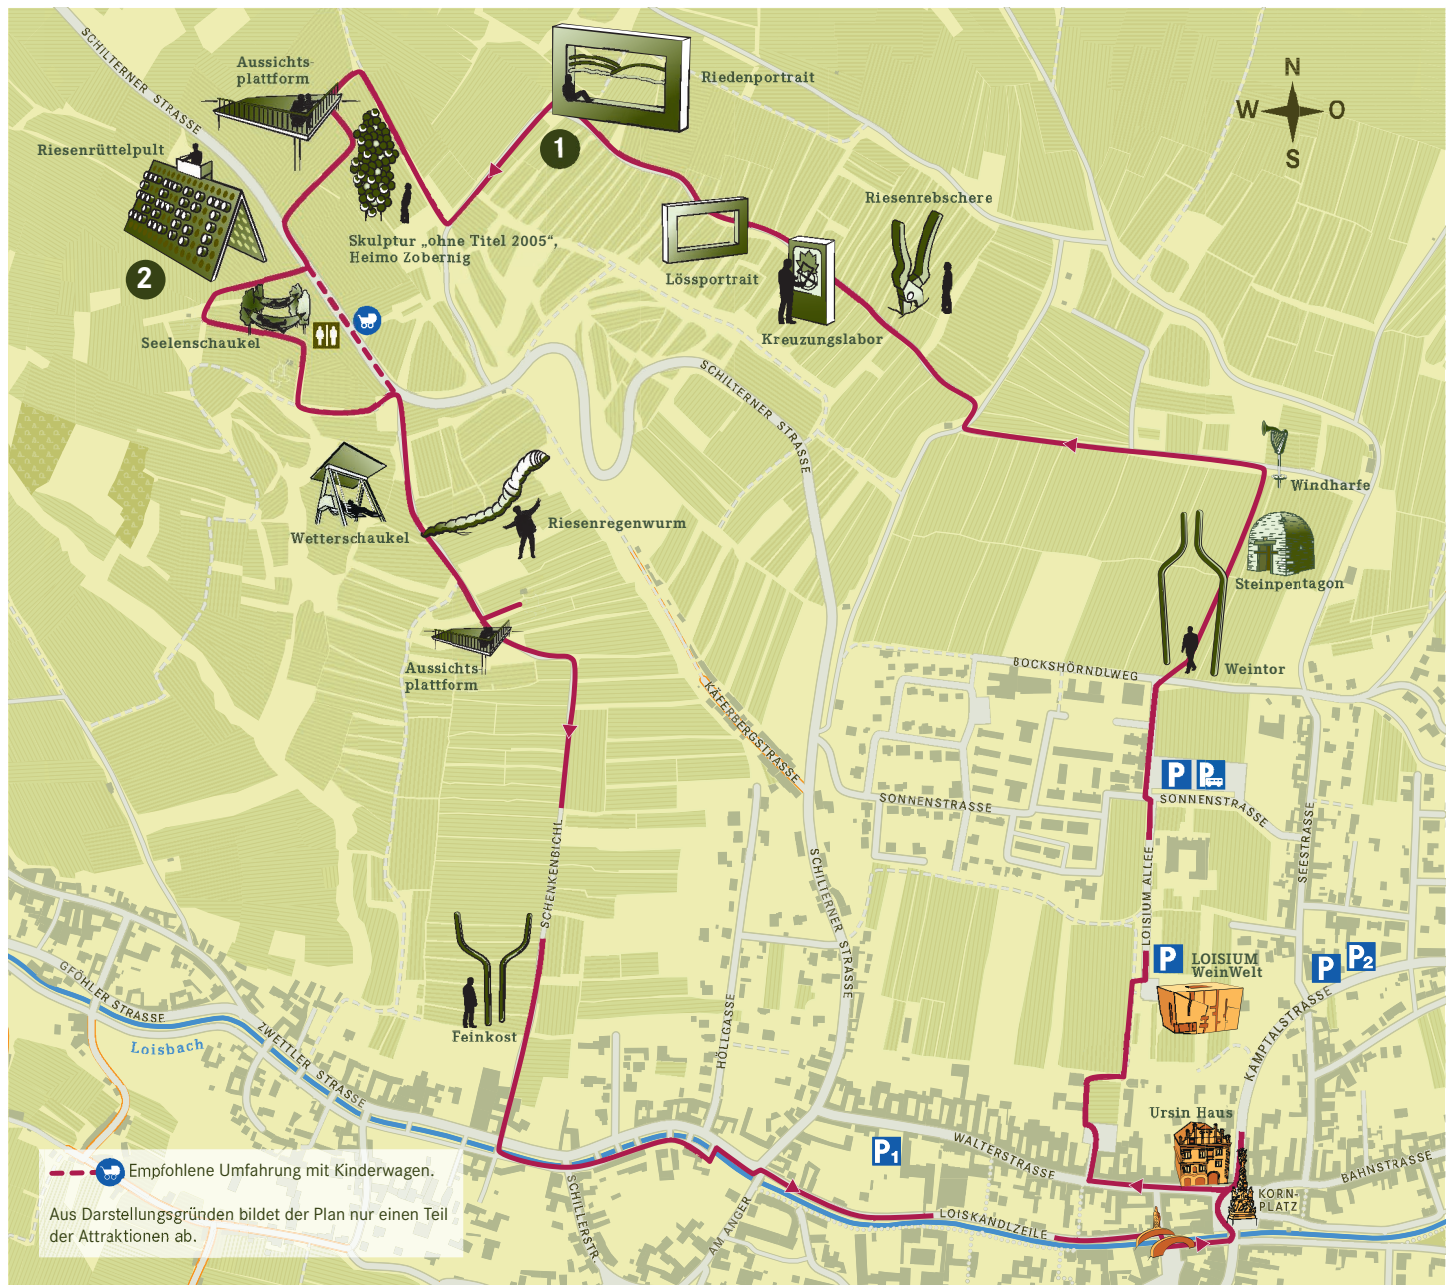 SCHILTERNER STRASSE
Aussichts-
plattform
Riedenportrait
N
W
O
S
1
Riesenrüttelpult
Riesenrebschere
Skulptur „ohne Titel 2005“,
Heimo Zobernig
2
Lössportrait
Seelenschaukel
Kreuzungslabor
SCHILTERNER STRASSE
Windharfe
Wetterschaukel
Riesenregenwurm
Steinpentagon
Aussichts-
plattform
BOCKSHÖRNDLWEG
Weintor
KÄFERBERGSTRASSE
P
P
SONNENSTRASSE
SONNENSTRASSE
SEESTRASSE
SCHENKENBICHL
SCHILTERNER STRASSE
LOISIUM ALLEE
P
LOISIUM
WeinWelt
P
P2
GFÖHLER STRASSE
Loisbach
ZWETTLER STRASSE
Feinkost
HÖLLGASSE
KAMPTALSTRASSE
Ursin Haus
P1
WALTERSTRASSE
BAHNSTRASSE
KORN-
PLATZ
Empfohlene Umfahrung mit Kinderwagen.
Aus Darstellungsgründen bildet der Plan nur einen Teil
der Attraktionen ab.
SCHILLERSTR.
AM ANGER
LOISKANDLZEILE